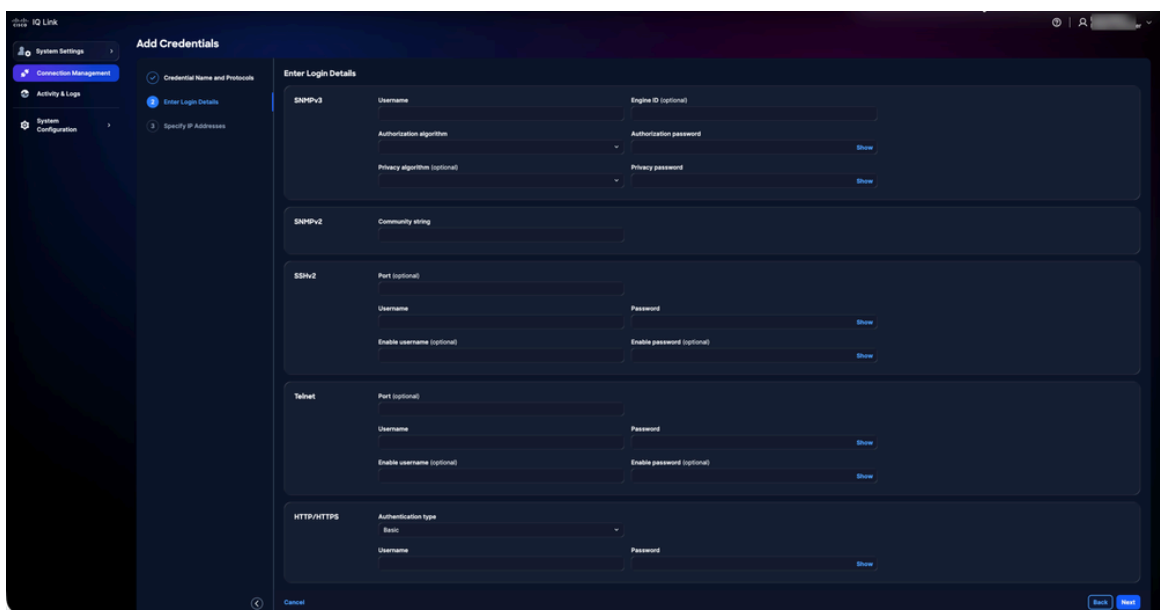 CISCO IQ Link
Add Credentials
System Settings
Connection Management
Activity & Logs
System
Configuration
Credential Name and Protocols
2 Enter Login Details
3 Specify IP Addresses
Enter Login Details
SNMPv3
Username Engine ID (optional)
Authorization algorithm Authorization password
Show
Privacy algorithm (optional) Privacy password
Show
SNMPv2 Community string
SSHv2 Port (optional)
Username Password
Show
Enable username (optional) Enable password (optional)
Show
Telnet Port (optional)
Username Password
Show
Enable username (optional) Enable password (optional)
Show
HTTP/HTTPS Authentication type
Basic
Username Password
Show
Cancel Back Next